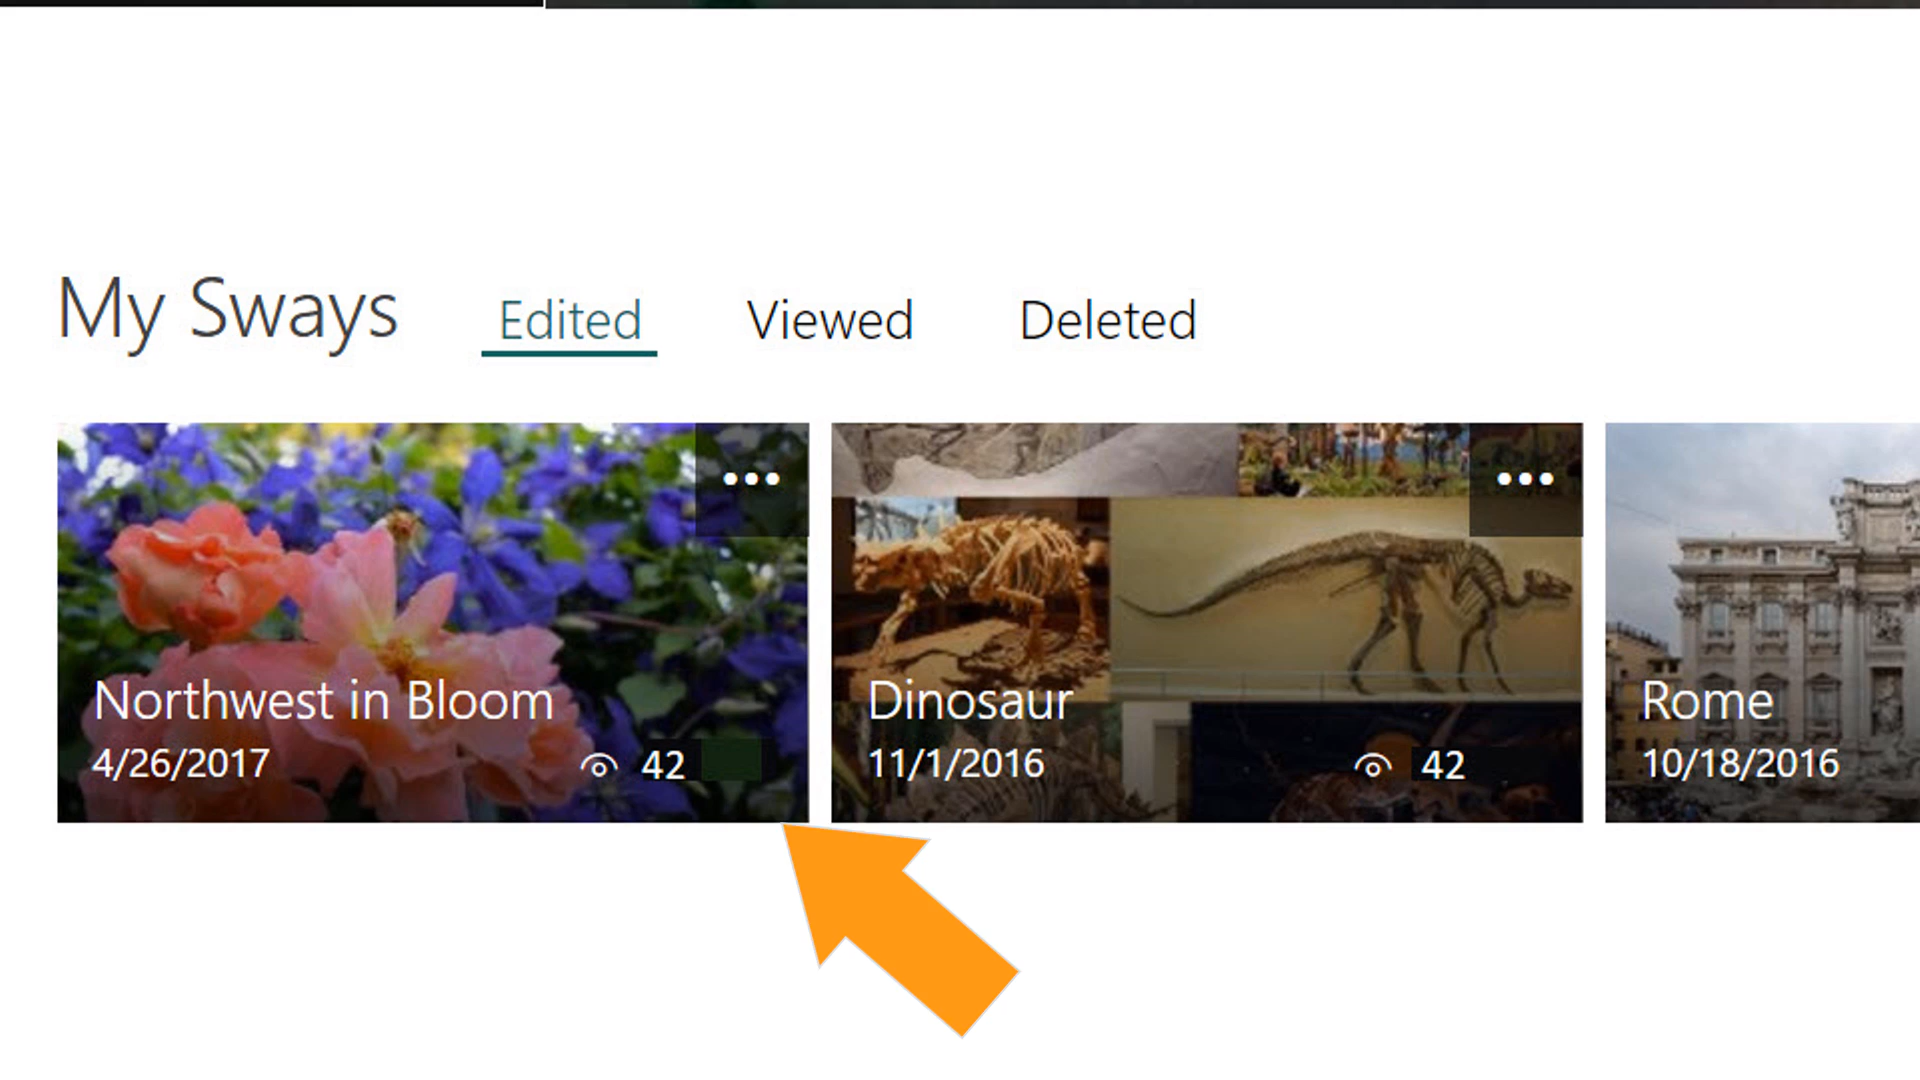 My Sways Edited Viewed Deleted
Northwest in Bloom
4/26/2017 42
Dinosaur
11/1/2016 42
Rome
10/18/2016